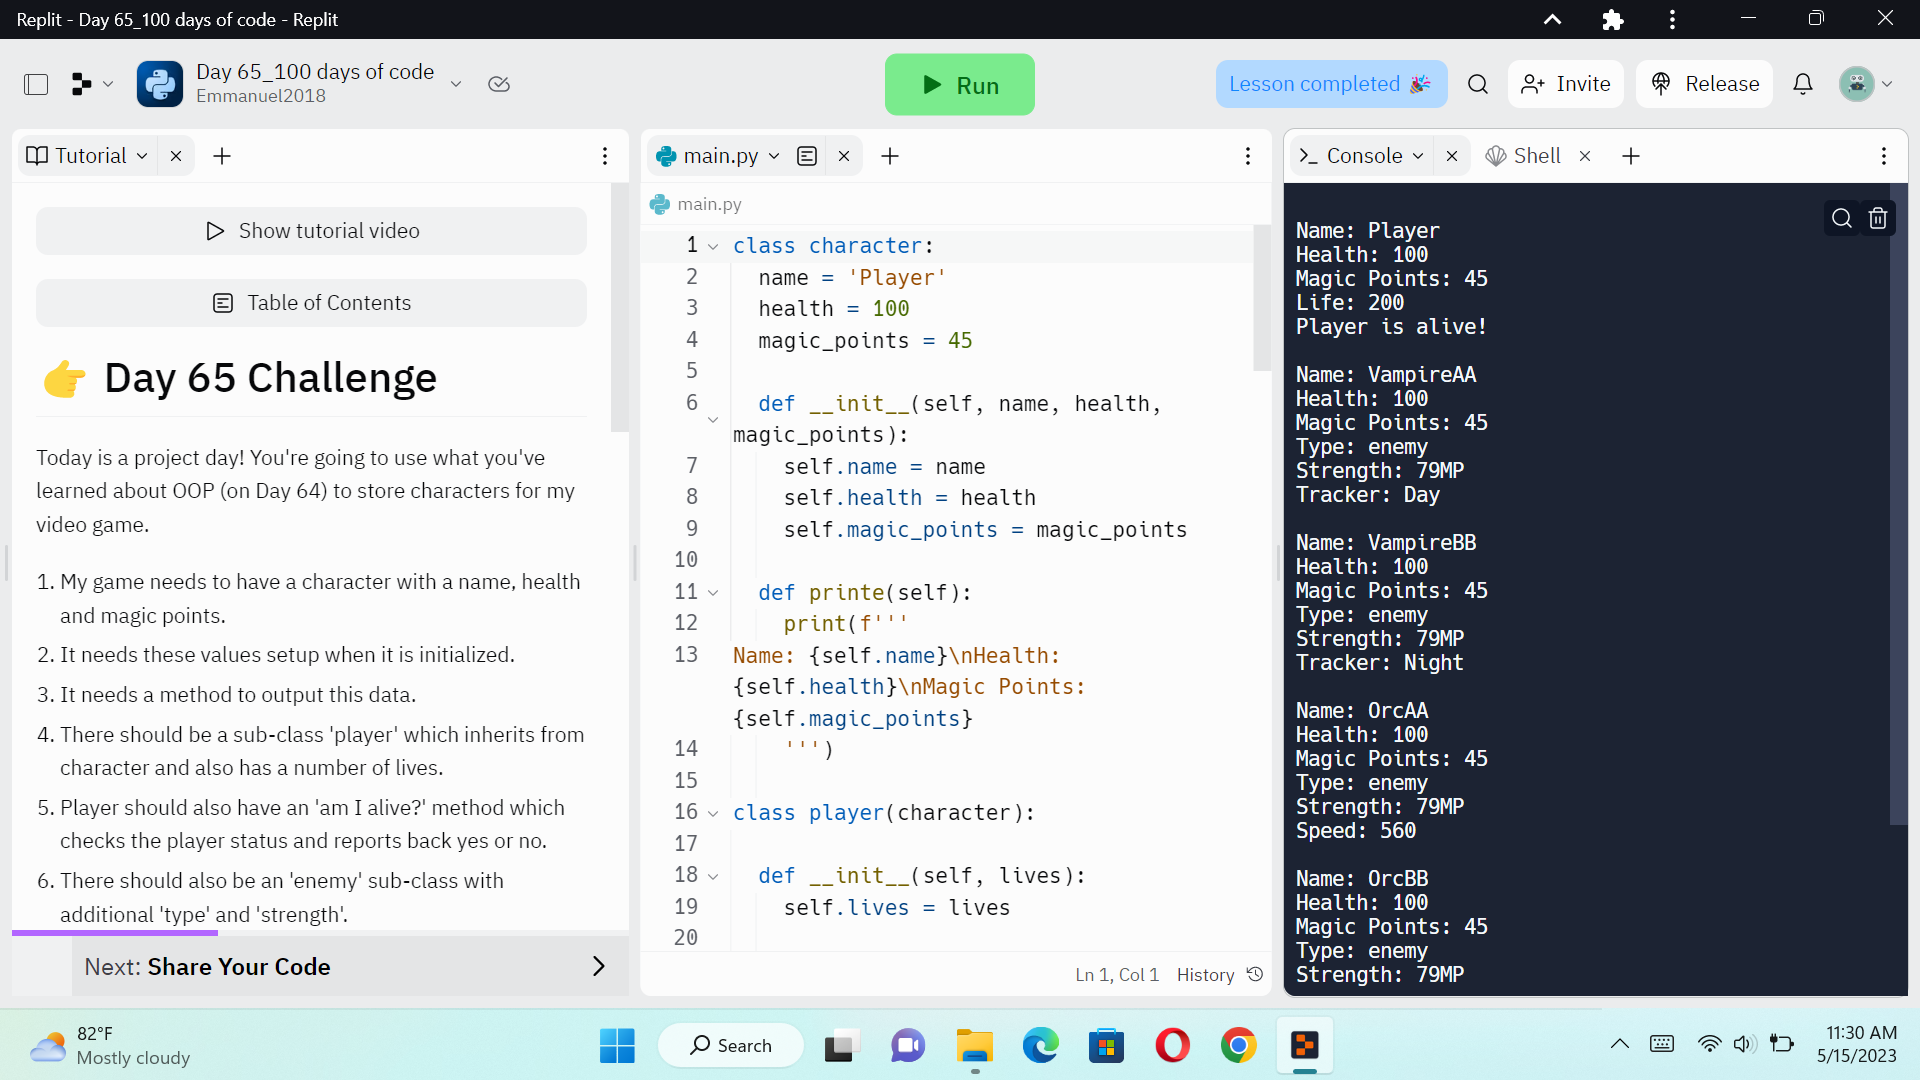 Replit - Day 65_100 days of code - Replit
Day 65_100 days of code
Emmanuel2018
Run
Lesson completed
Invite
Release
Tutorial
Show tutorial video
Table of Contents
Day 65 Challenge
Today is a project day! You're going to use what you've
learned about OOP (on Day 64) to store characters for my
video game.
1. My game needs to have a character with a name, health
and magic points.
2. It needs these values setup when it is initialized.
3. It needs a method to output this data.
4. There should be a sub-class 'player' which inherits from
character and also has a number of lives.
5. Player should also have an 'am I alive?' method which
checks the player status and reports back yes or no.
6. There should also be an 'enemy' sub-class with
additional 'type' and 'strength'.
Next: Share Your Code
main.py
main.py
1 class character:
2 name = 'Player'
3 health = 100
4 magic_points = 45
5
6 def __init__(self, name, health,
magic_points):
7 self.name = name
8 self.health = health
9 self.magic_points = magic_points
10
11 def printe(self):
12 print(f'''
13 Name: {self.name}\nHealth:
{self.health}\nMagic Points:
{self.magic_points}
14 ''')
15
16 class player(character):
17
18 def __init__(self, lives):
19 self.lives = lives
20
Ln 1, Col 1 History
Console
Shell
Name: Player
Health: 100
Magic Points: 45
Life: 200
Player is alive!
Name: VampireAA
Health: 100
Magic Points: 45
Type: enemy
Strength: 79MP
Tracker: Day
Name: VampireBB
Health: 100
Magic Points: 45
Type: enemy
Strength: 79MP
Tracker: Night
Name: OrcAA
Health: 100
Magic Points: 45
Type: enemy
Strength: 79MP
Speed: 560
Name: OrcBB
Health: 100
Magic Points: 45
Type: enemy
Strength: 79MP
82°F
Mostly cloudy
Search
11:30 AM
5/15/2023